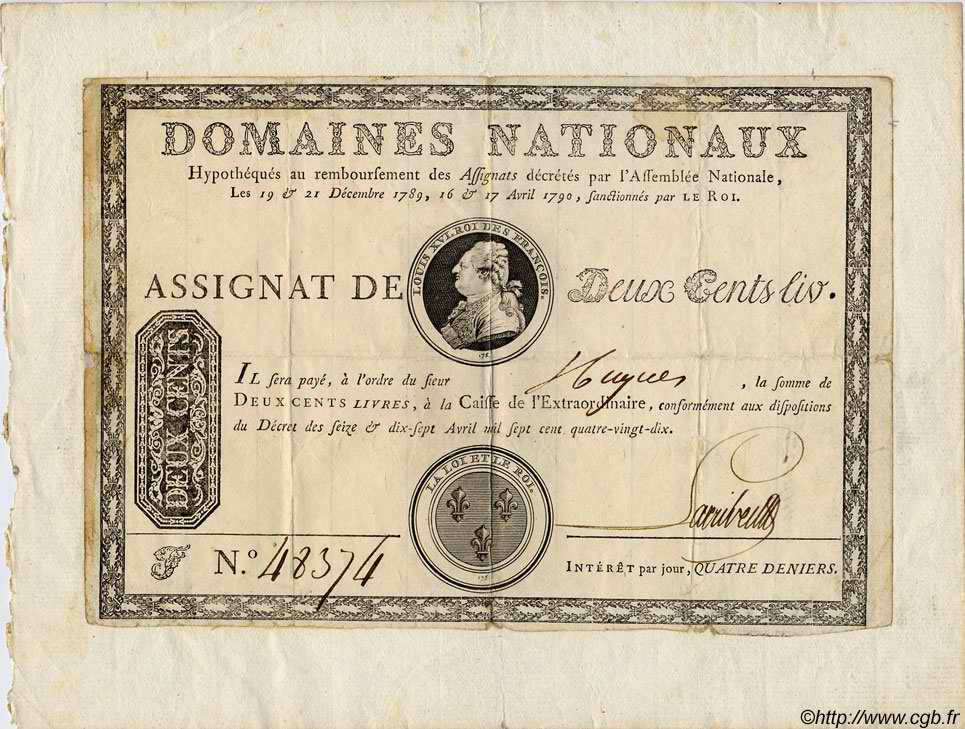 DOMAINES NATIONAUX
Hypothéqués au remboursement des Assignats décrétés par l'Assemblée Nationale,
Les 19 & 21 Décembre 1789, 16 & 17 Avril 1790, sanctionnés par LE ROI.
LOUIS XVI, ROI DES FRANÇOIS.
ASSIGNAT DE Deux Cents liv.
DEUX CENTS
IL sera payé, à l'ordre du sieur Hugues, la somme de
DEUX CENTS LIVRES, à la Caisse de l'Extraordinaire, conformément aux dispositions
du Décret des seize & dix-sept Avril mil sept cent quatre-vingt-dix.
LA LOI ET LE ROI.
F N.° 48374
INTÉRÊT par jour, QUATRE DENIERS.
©http://www.cgb.fr